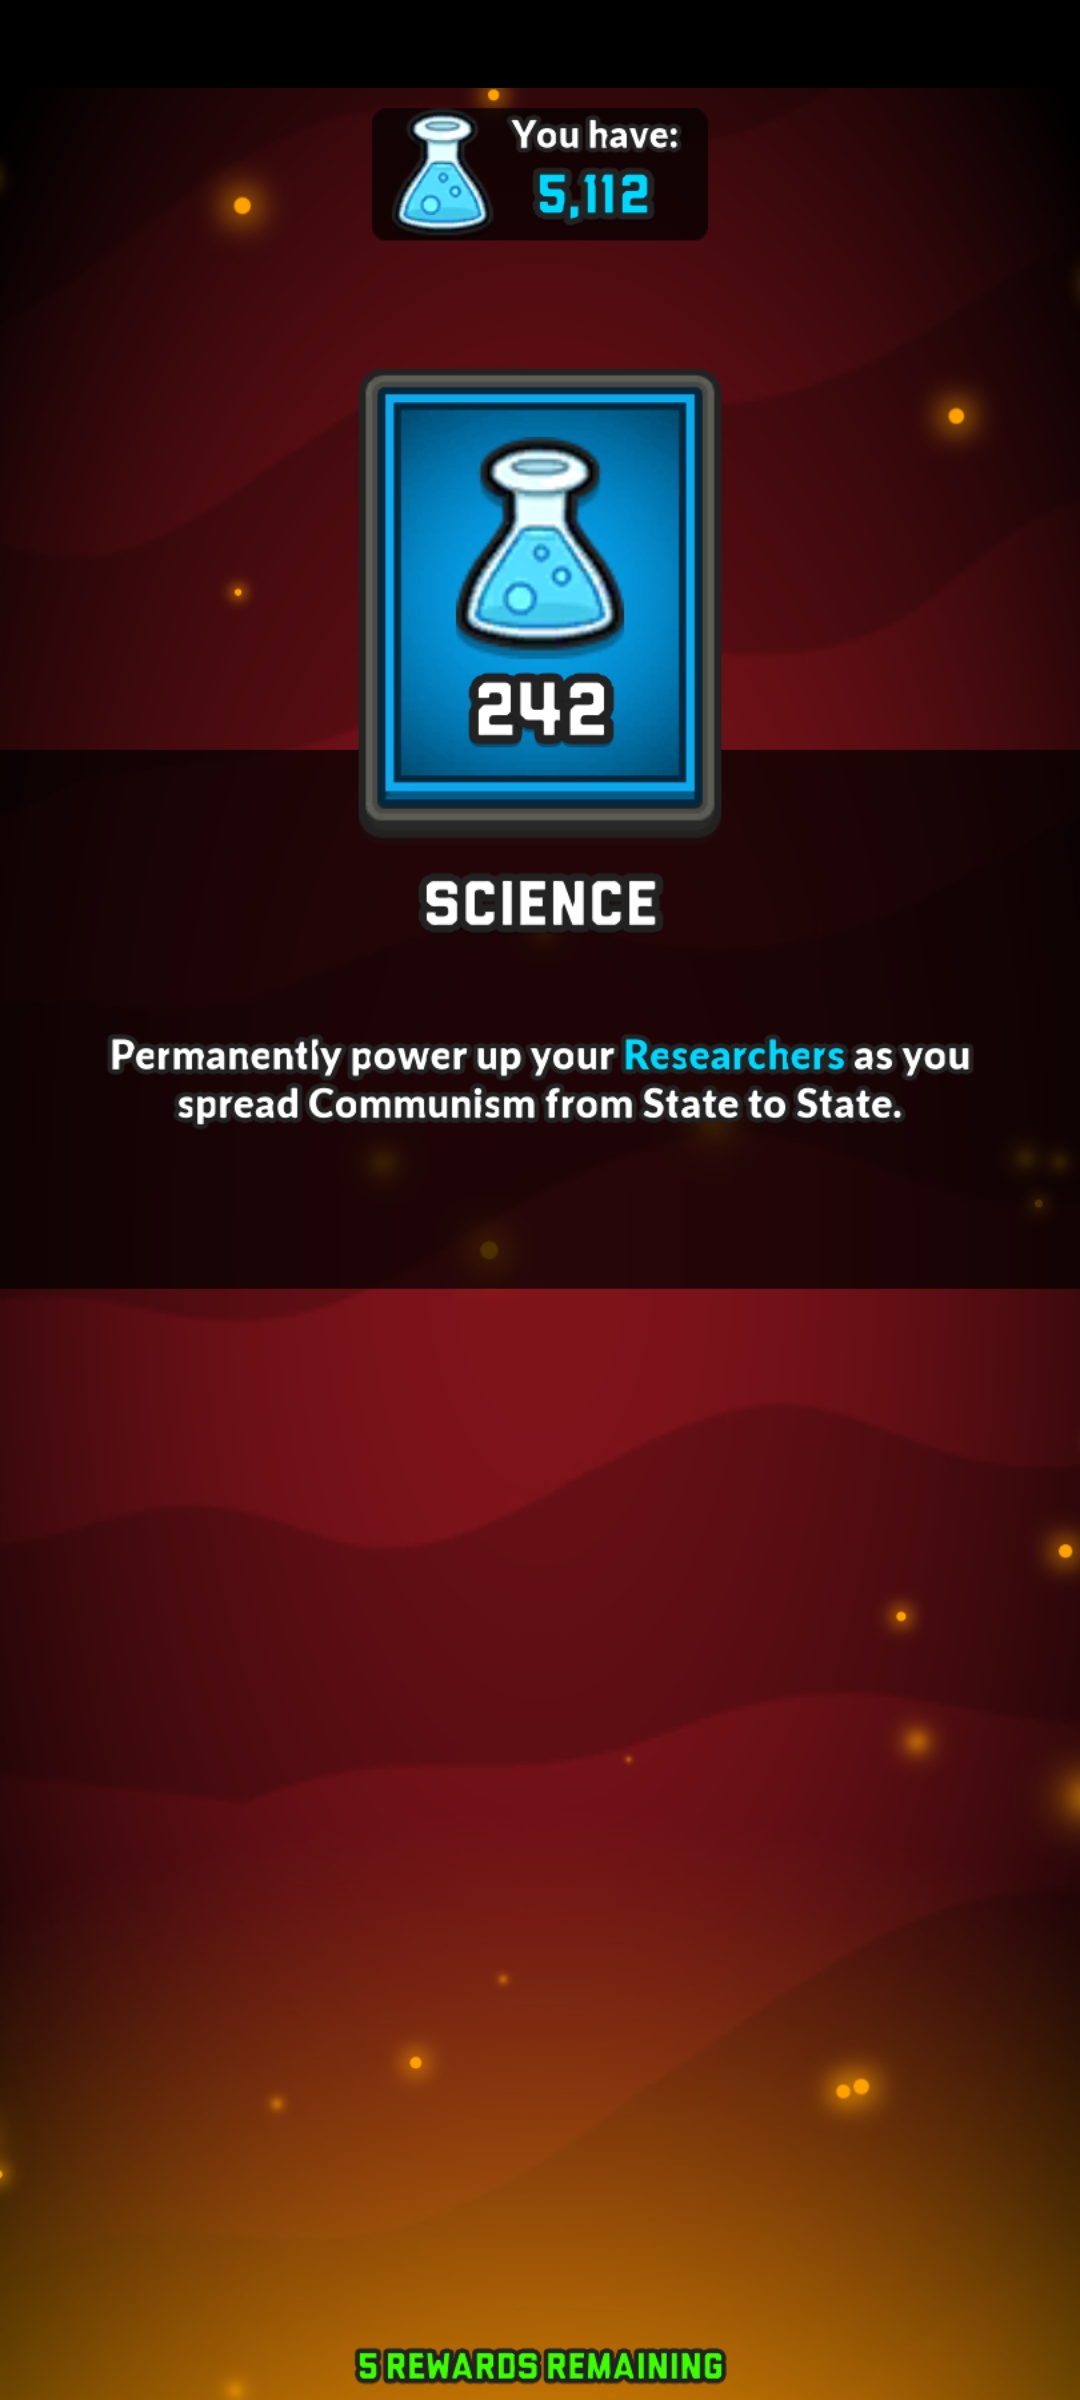 You have:
5,112
242
SCIENCE
Permanently power up your Researchers as you
spread Communism from State to State.
5 REWARDS REMAINING